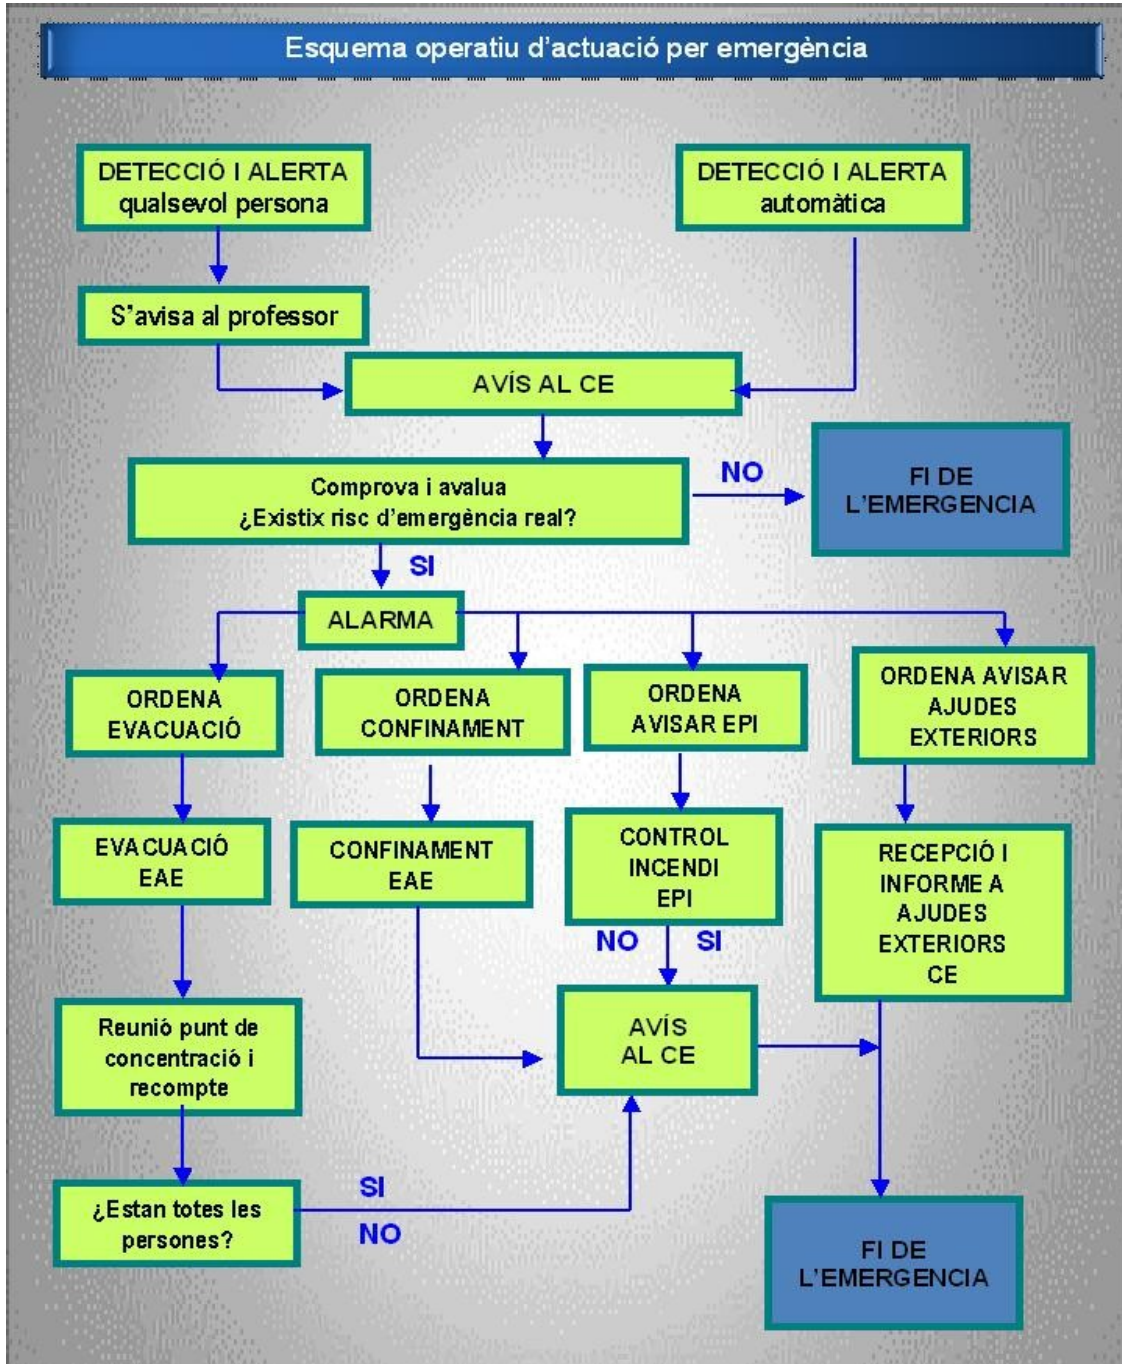 Esquema operatiu d'actuació per emergència
DETECCIÓ I ALERTA
qualsevol persona
DETECCIÓ I ALERTA
automàtica
S'avisa al professor
AVÍS AL CE
Comprova i avalua
¿Existix risc d'emergència real?
NO
FI DE
L'EMERGENCIA
SI
ALARMA
ORDENA
EVACUACIÓ
ORDENA
CONFINAMENT
ORDENA
AVISAR EPI
ORDENA AVISAR
AJUDES
EXTERIORS
EVACUACIÓ
EAE
CONFINAMENT
EAE
CONTROL
INCENDI
EPI
RECEPCIÓ I
INFORME A
AJUDES
EXTERIORS
CE
NO
SI
Reunió punt de
concentració i
recompte
AVÍS
AL CE
¿Estan totes les
persones?
SI
NO
FI DE
L'EMERGENCIA